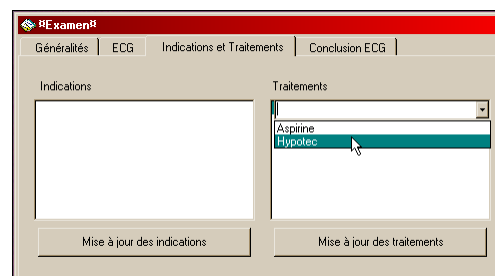 ¤Examen¤
Généralités ECG Indications et Traitements Conclusion ECG
Indications Traitements
Aspirine
Hypotec
Mise à jour des indications Mise à jour des traitements